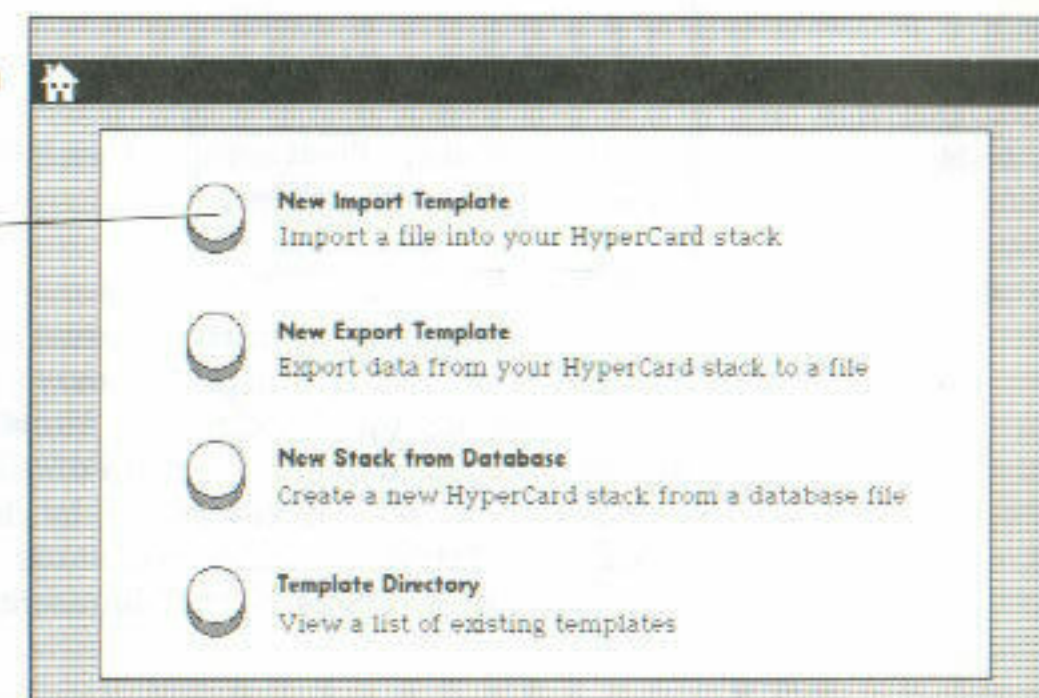 New Import Template
Import a file into your HyperCard stack
New Export Template
Export data from your HyperCard stack to a file
New Stack from Database
Create a new HyperCard stack from a database file
Template Directory
View a list of existing templates